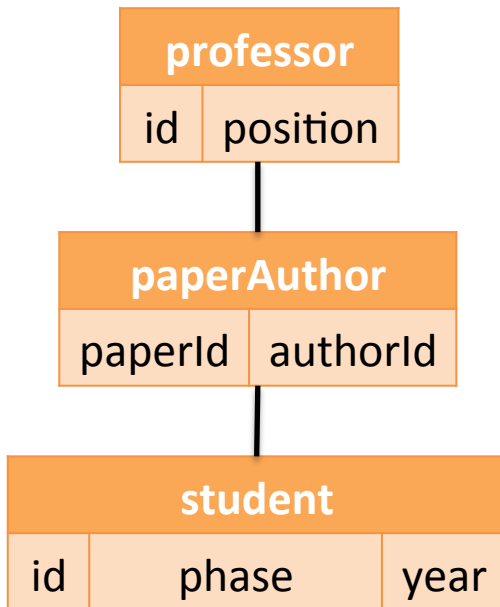 professor
id position
paperAuthor
paperId authorId
student
id phase year